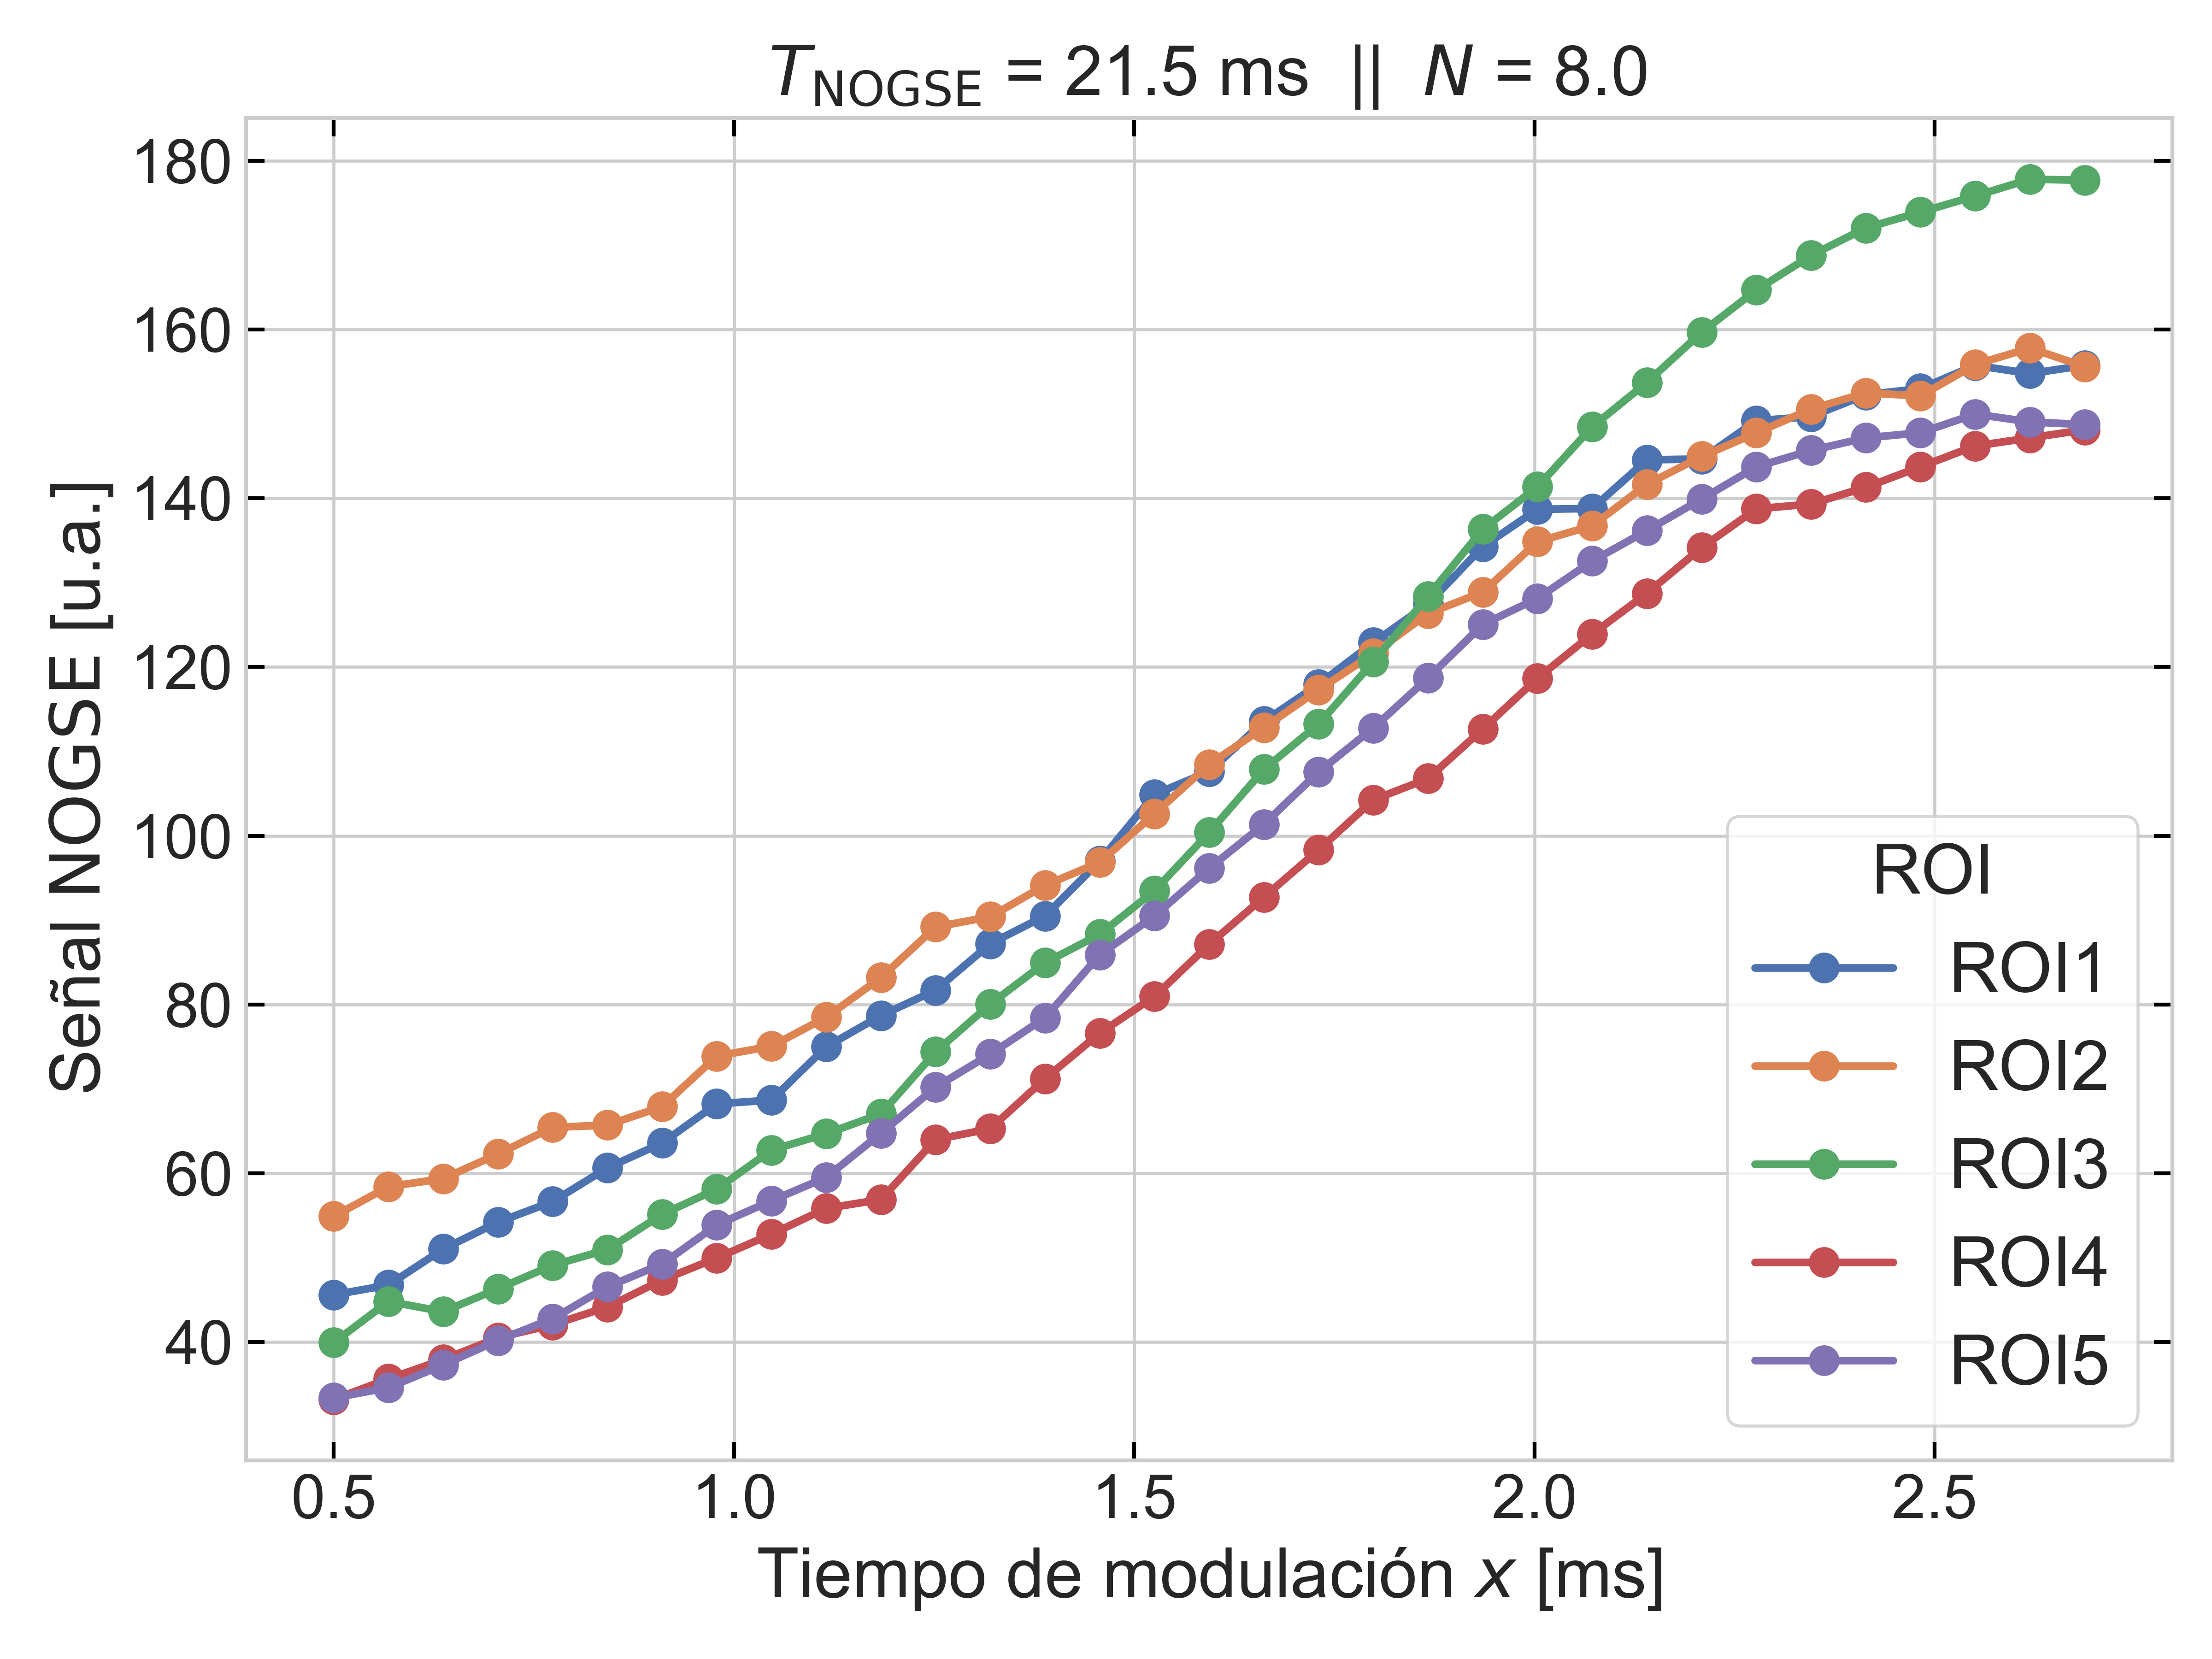 T_NOGSE = 21.5 ms || N = 8.0
Señal NOGSE [u.a.]
180
160
140
120
100
80
60
40
0.5 1.0 1.5 2.0 2.5
Tiempo de modulación x [ms]
ROI
ROI1
ROI2
ROI3
ROI4
ROI5